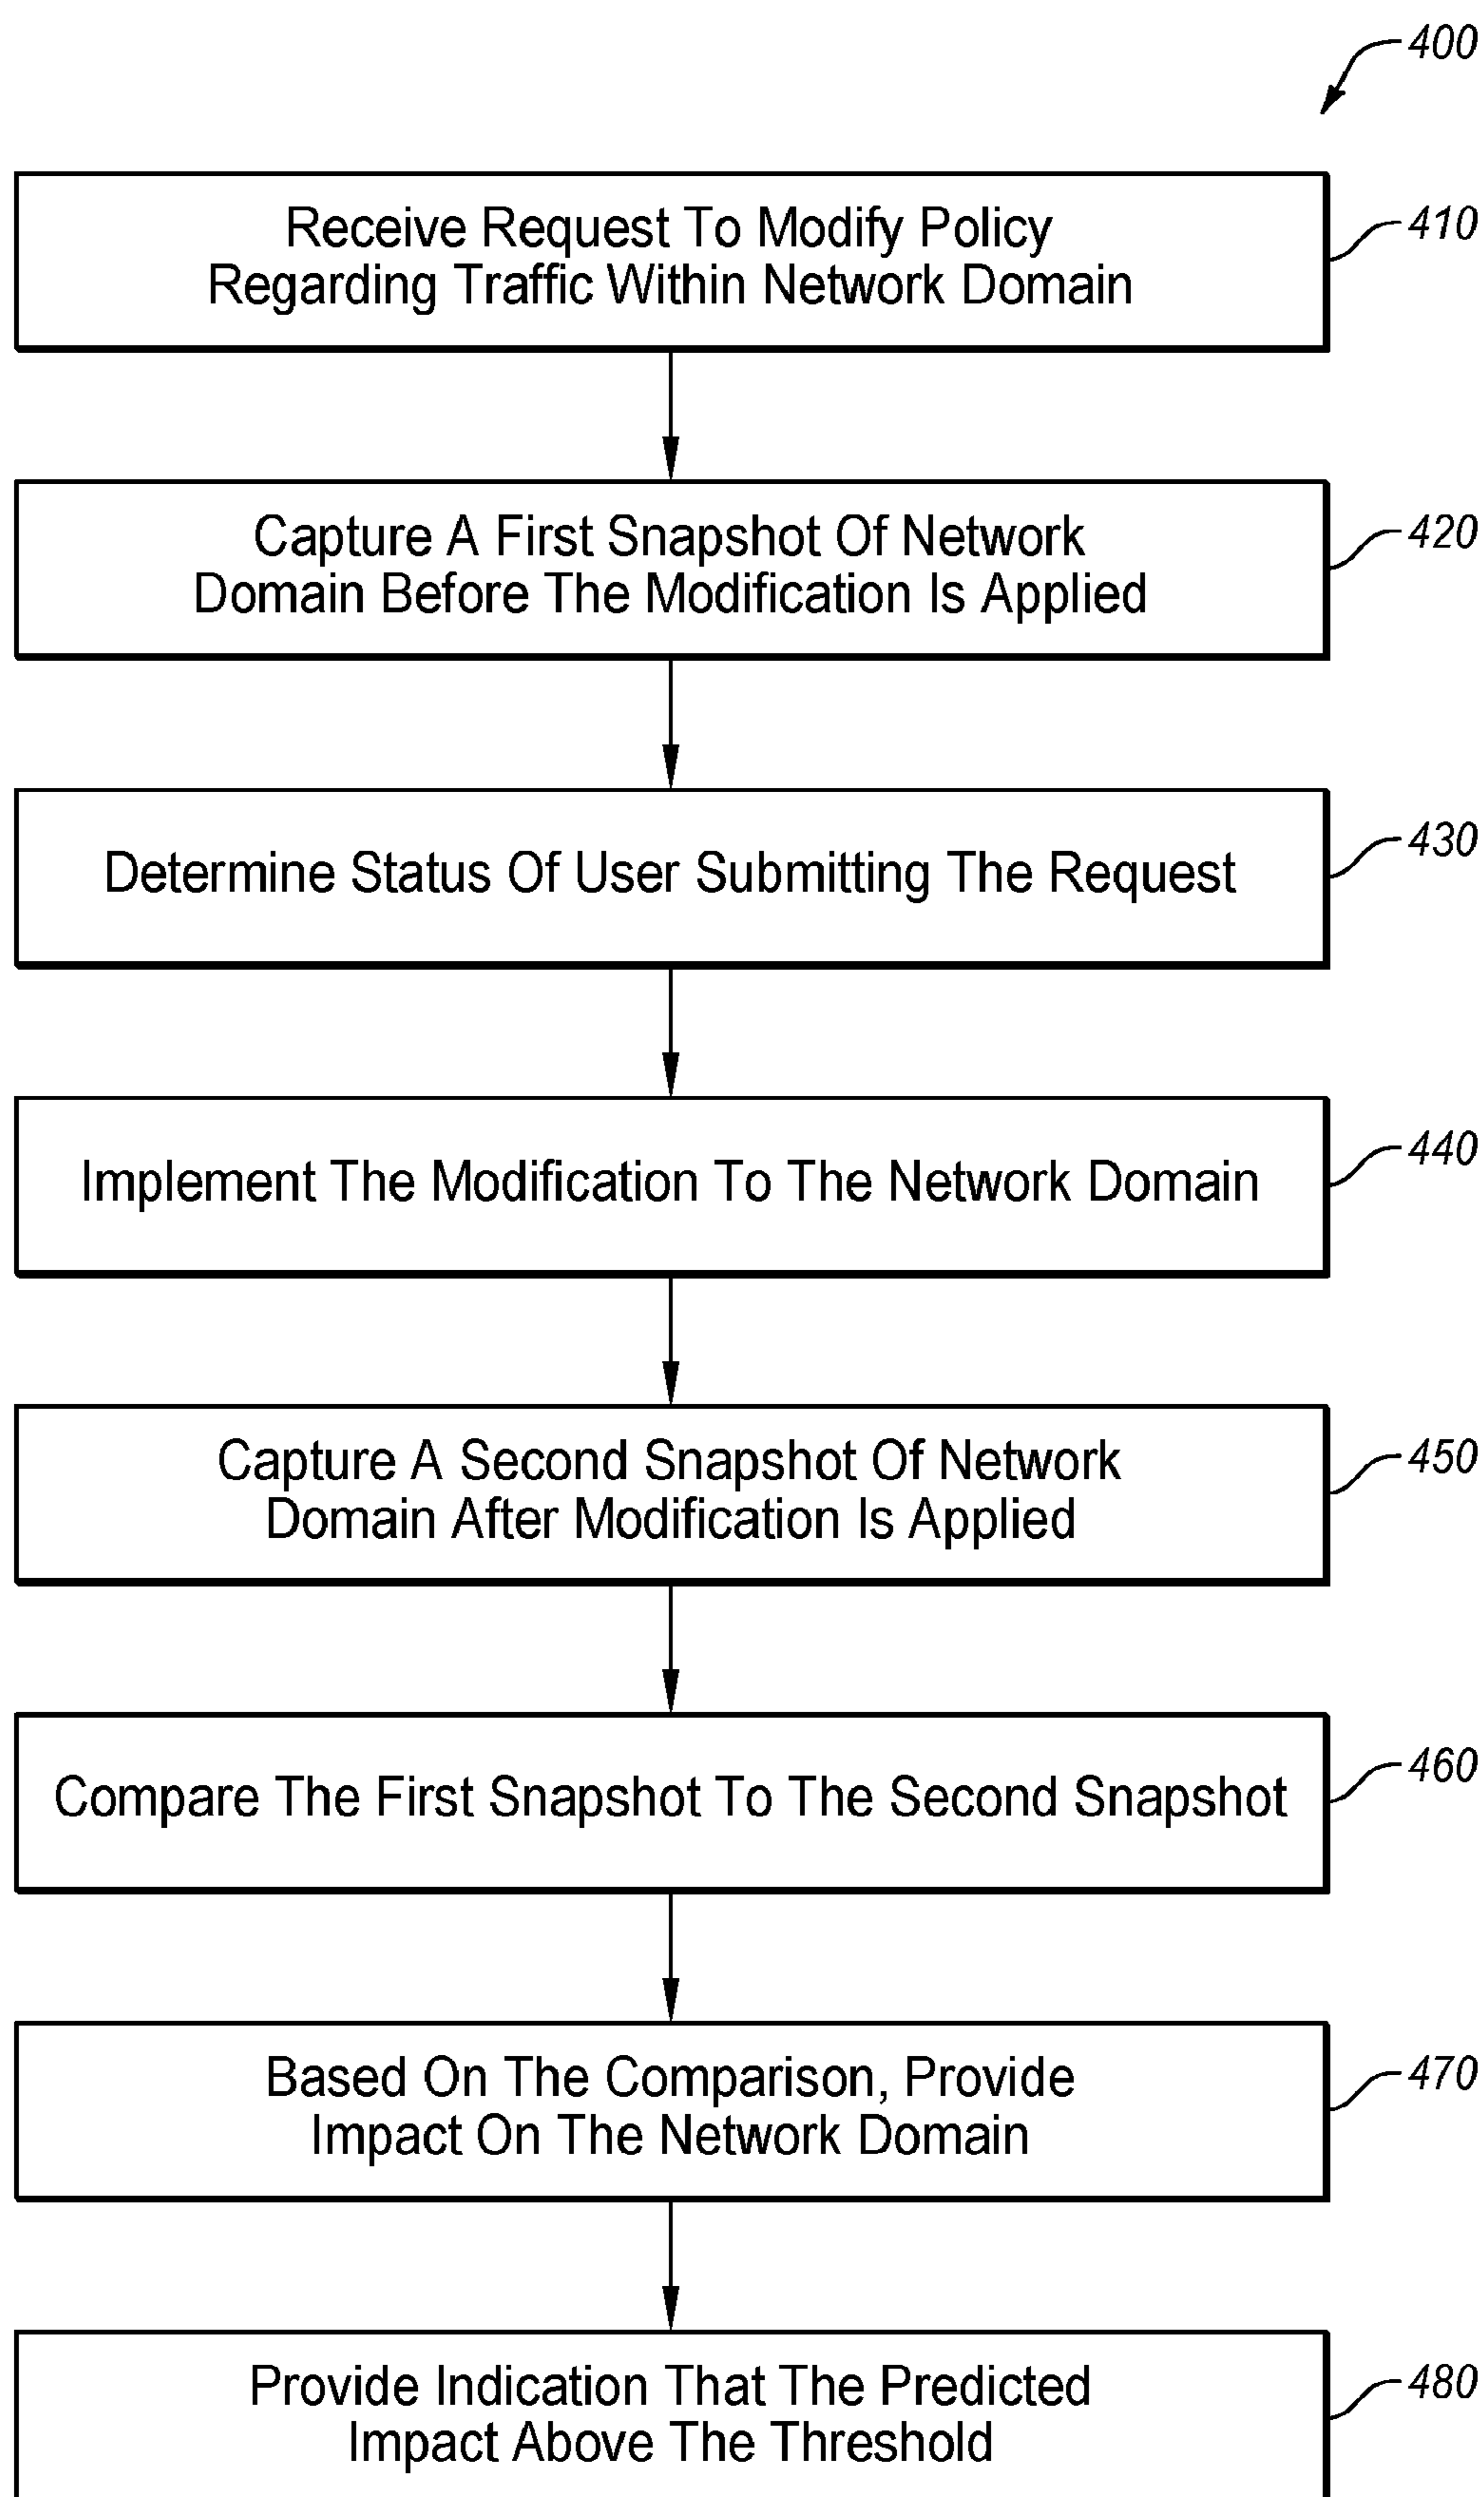 400
Receive Request To Modify Policy
Regarding Traffic Within Network Domain
410
Capture A First Snapshot Of Network
Domain Before The Modification Is Applied
420
Determine Status Of User Submitting The Request
430
Implement The Modification To The Network Domain
440
Capture A Second Snapshot Of Network
Domain After Modification Is Applied
450
Compare The First Snapshot To The Second Snapshot
460
Based On The Comparison, Provide
Impact On The Network Domain
470
Provide Indication That The Predicted
Impact Above The Threshold
480